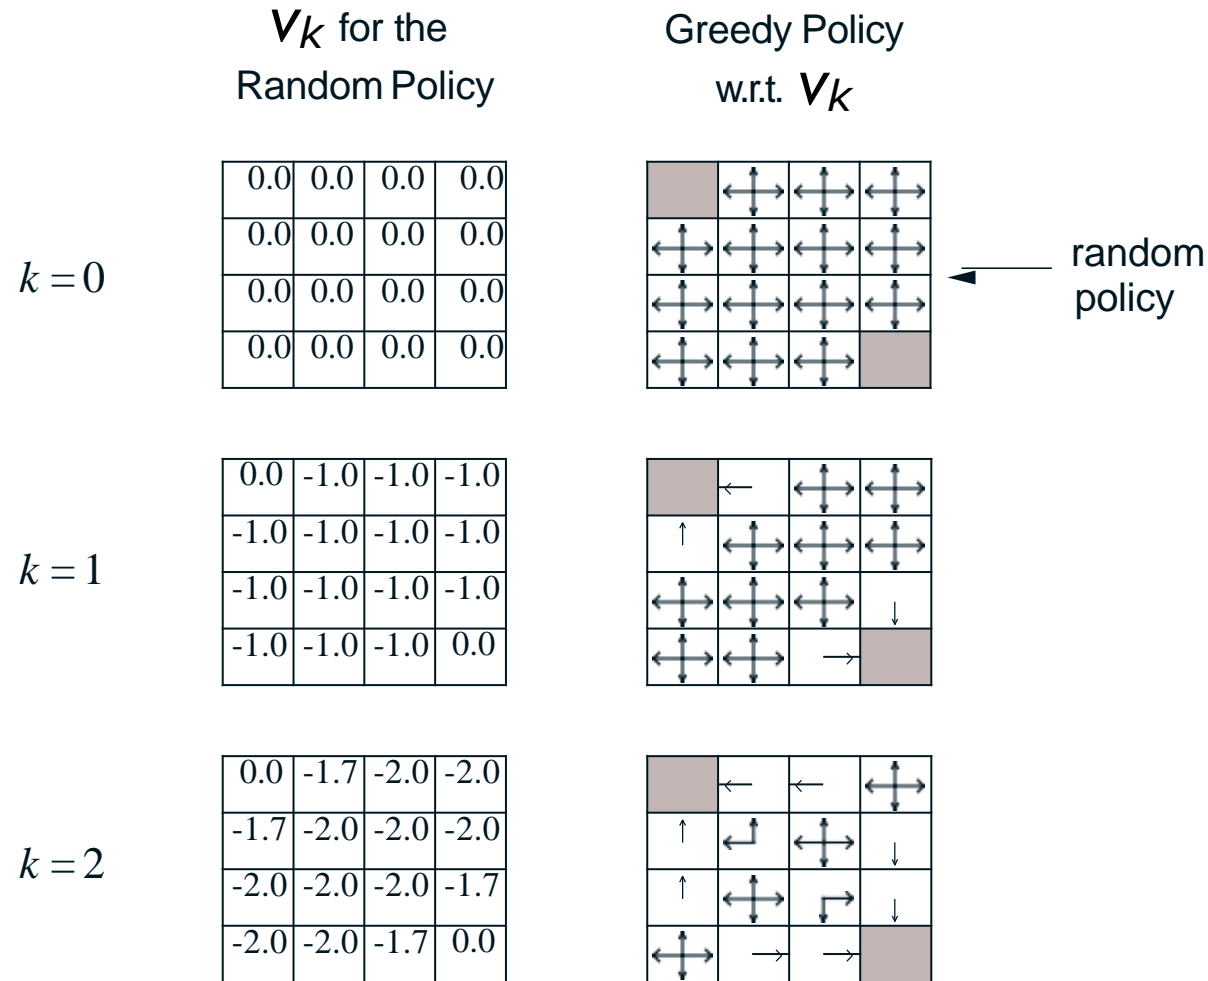 vk for the
Random Policy
Greedy Policy
w.r.t. vk
k = 0
0.0 0.0 0.0 0.0
0.0 0.0 0.0 0.0
0.0 0.0 0.0 0.0
0.0 0.0 0.0 0.0
random
policy
k = 1
0.0 -1.0 -1.0 -1.0
-1.0 -1.0 -1.0 -1.0
-1.0 -1.0 -1.0 -1.0
-1.0 -1.0 -1.0 0.0
k = 2
0.0 -1.7 -2.0 -2.0
-1.7 -2.0 -2.0 -2.0
-2.0 -2.0 -2.0 -1.7
-2.0 -2.0 -1.7 0.0